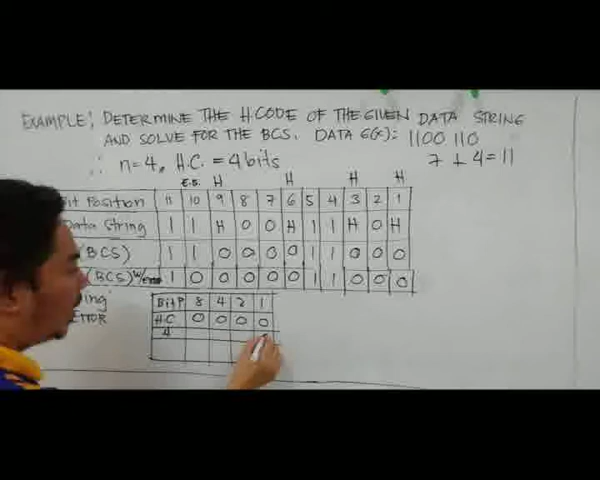 EXAMPLE: DETERMINE THE H CODE OF THE GIVEN DATA STRING
AND SOLVE FOR THE BCS. DATA G(x): 1100 110
∴ n=4, H.C. = 4 bits 7 + 4 = 11
E.B. H H H H
Bit Position 11 10 9 8 7 6 5 4 3 2 1
Data String 1 1 H 0 0 H 1 1 H 0 H
(BCS) 1 1 0 0 0 0 1 1 0 0 0
(BCS) w/ 1 0 0 0 0 0 1 1 0 0 0
Bit P 8 4 2 1
H.C 0 0 0 0
4
ERROR